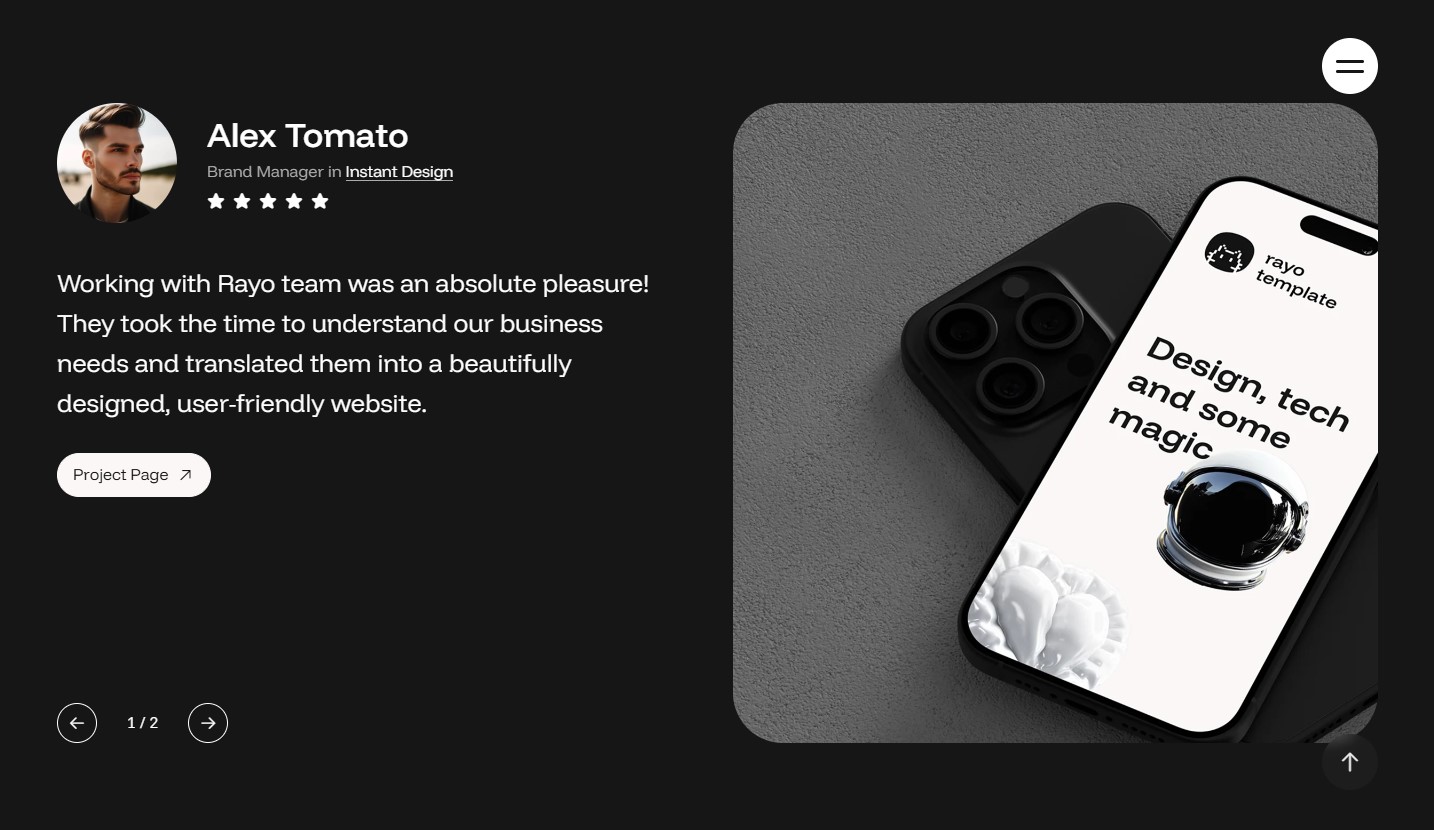 Alex Tomato
Brand Manager in Instant Design
Working with Rayo team was an absolute pleasure!
They took the time to understand our business
needs and translated them into a beautifully
designed, user-friendly website.
Project Page
1 / 2
rayo
template
Design, tech
and some
magic